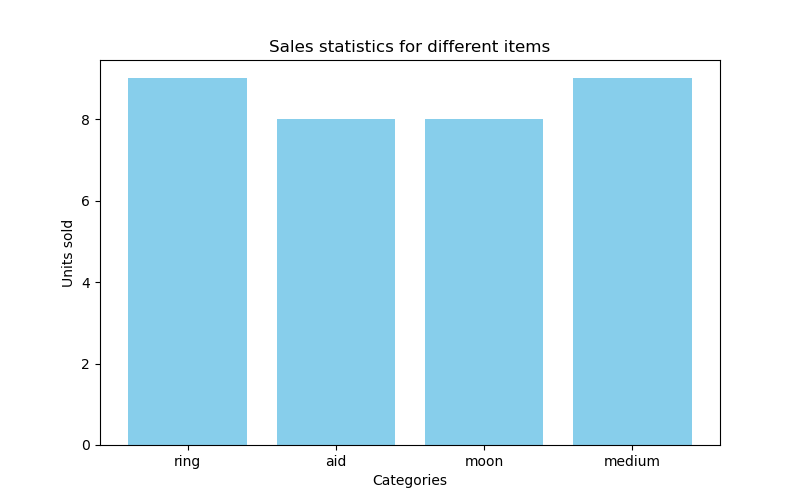 Sales statistics for different items
Units sold
8
6
4
2
0
ring aid moon medium
Categories